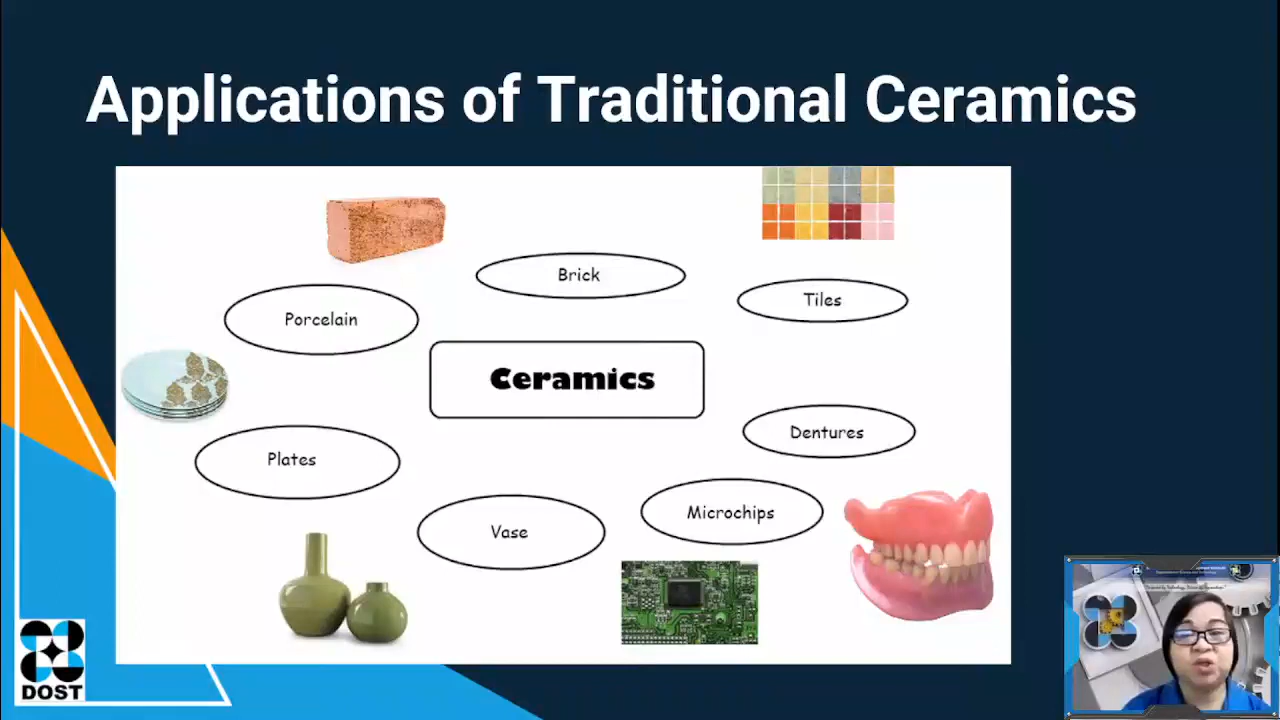 Applications of Traditional Ceramics
Brick
Tiles
Porcelain
Ceramics
Dentures
Plates
Microchips
Vase
DOST